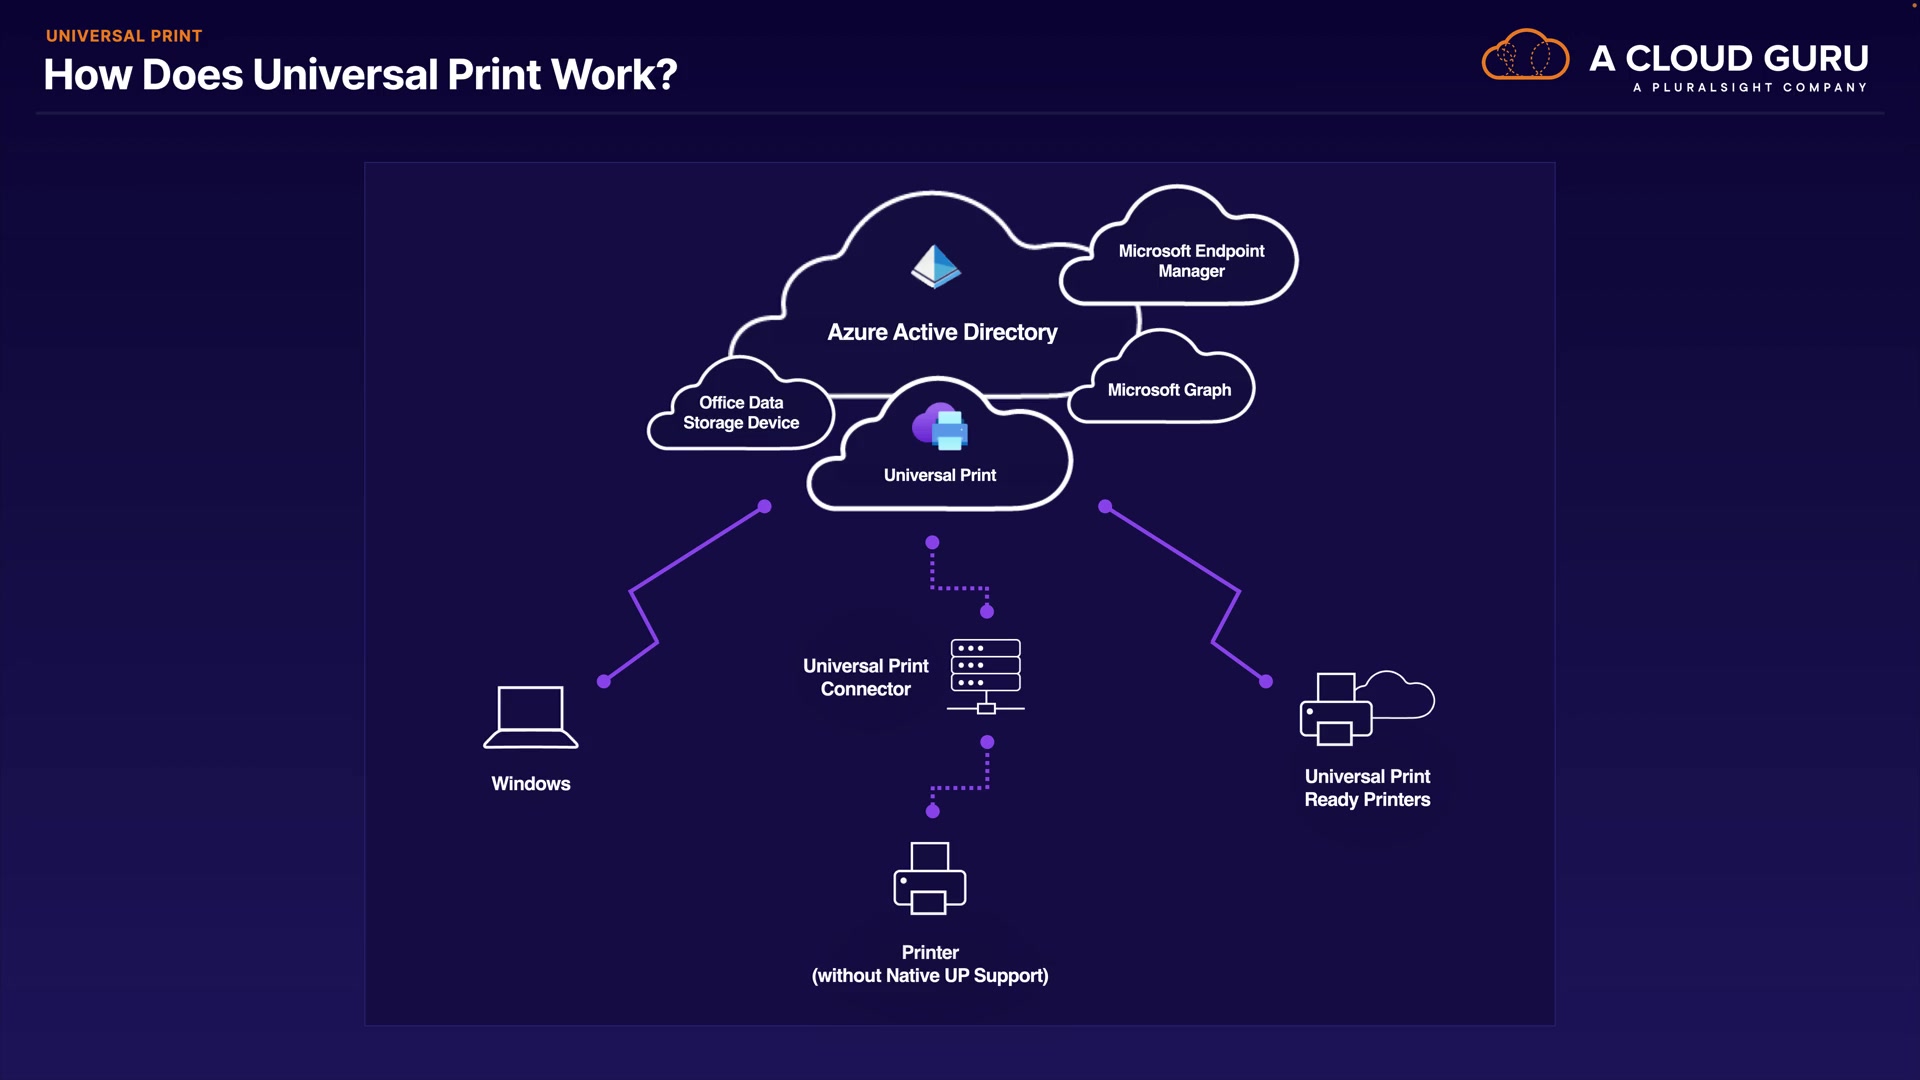 UNIVERSAL PRINT
How Does Universal Print Work?
A CLOUD GURU
A PLURALSIGHT COMPANY
Microsoft Endpoint
Manager
Azure Active Directory
Microsoft Graph
Office Data
Storage Device
Universal Print
Universal Print
Connector
Windows
Universal Print
Ready Printers
Printer
(without Native UP Support)